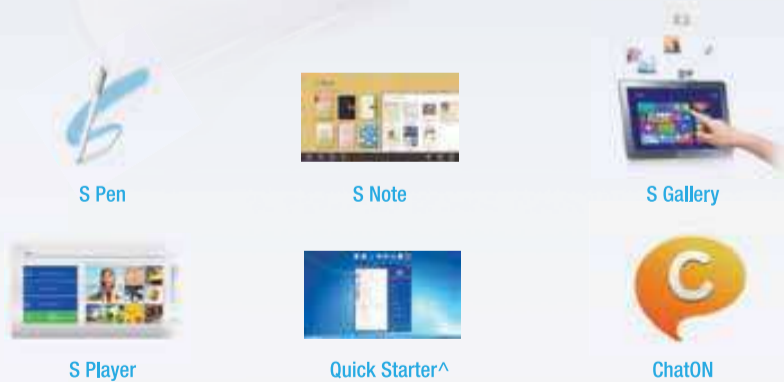 S Pen
S Note
S Gallery
S Player
Quick Starter^
ChatON
C